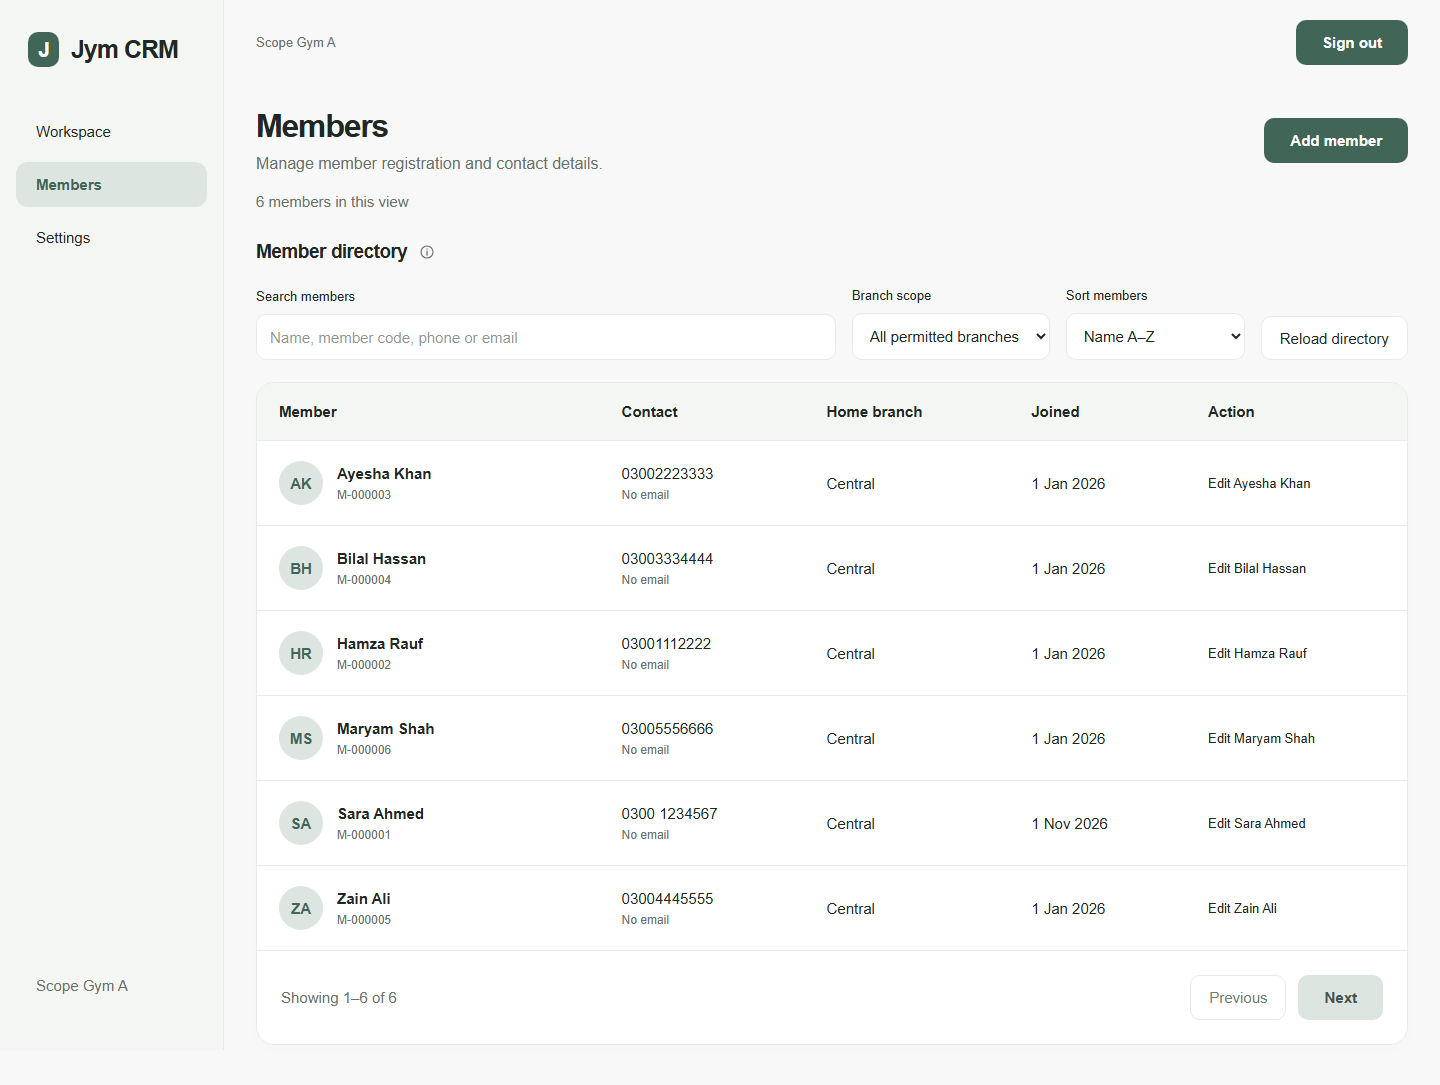 J Jym CRM
Scope Gym A
Sign out
Workspace
Members
Settings
Members
Add member
Manage member registration and contact details.
6 members in this view
Member directory
Search members
Branch scope
Sort members
Name, member code, phone or email
All permitted branches
Name A–Z
Reload directory
Member Contact Home branch Joined Action
AK Ayesha Khan 03002223333 Central 1 Jan 2026 Edit Ayesha Khan
M-000003 No email
BH Bilal Hassan 03003334444 Central 1 Jan 2026 Edit Bilal Hassan
M-000004 No email
HR Hamza Rauf 03001112222 Central 1 Jan 2026 Edit Hamza Rauf
M-000002 No email
MS Maryam Shah 03005556666 Central 1 Jan 2026 Edit Maryam Shah
M-000006 No email
SA Sara Ahmed 0300 1234567 Central 1 Nov 2026 Edit Sara Ahmed
M-000001 No email
ZA Zain Ali 03004445555 Central 1 Jan 2026 Edit Zain Ali
M-000005 No email
Scope Gym A
Showing 1–6 of 6
Previous
Next